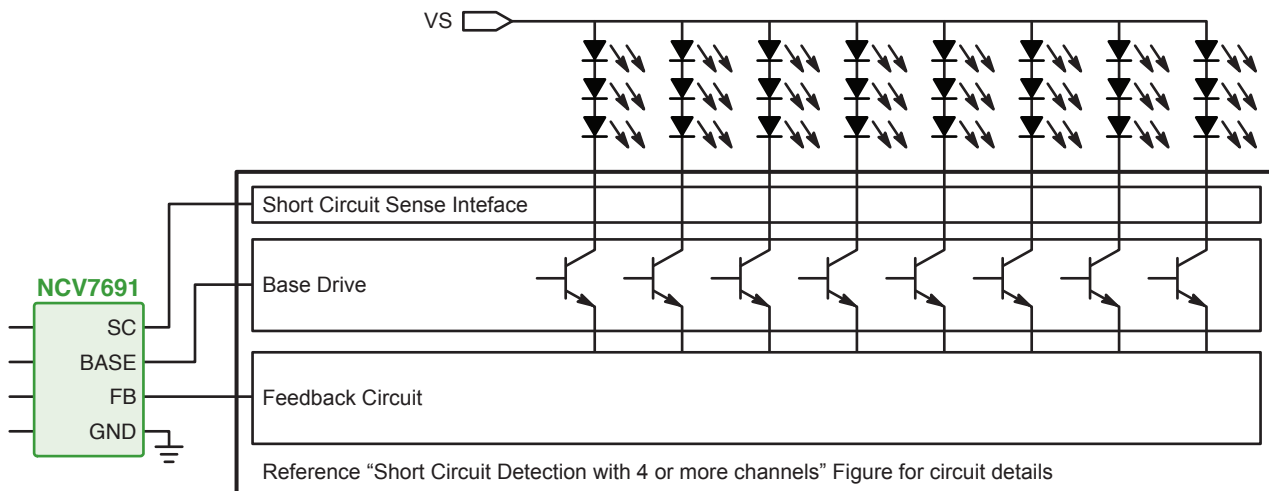 VS
Short Circuit Sense Inteface
Base Drive
NCV7691
SC
BASE
FB
GND
Feedback Circuit
Reference “Short Circuit Detection with 4 or more channels” Figure for circuit details